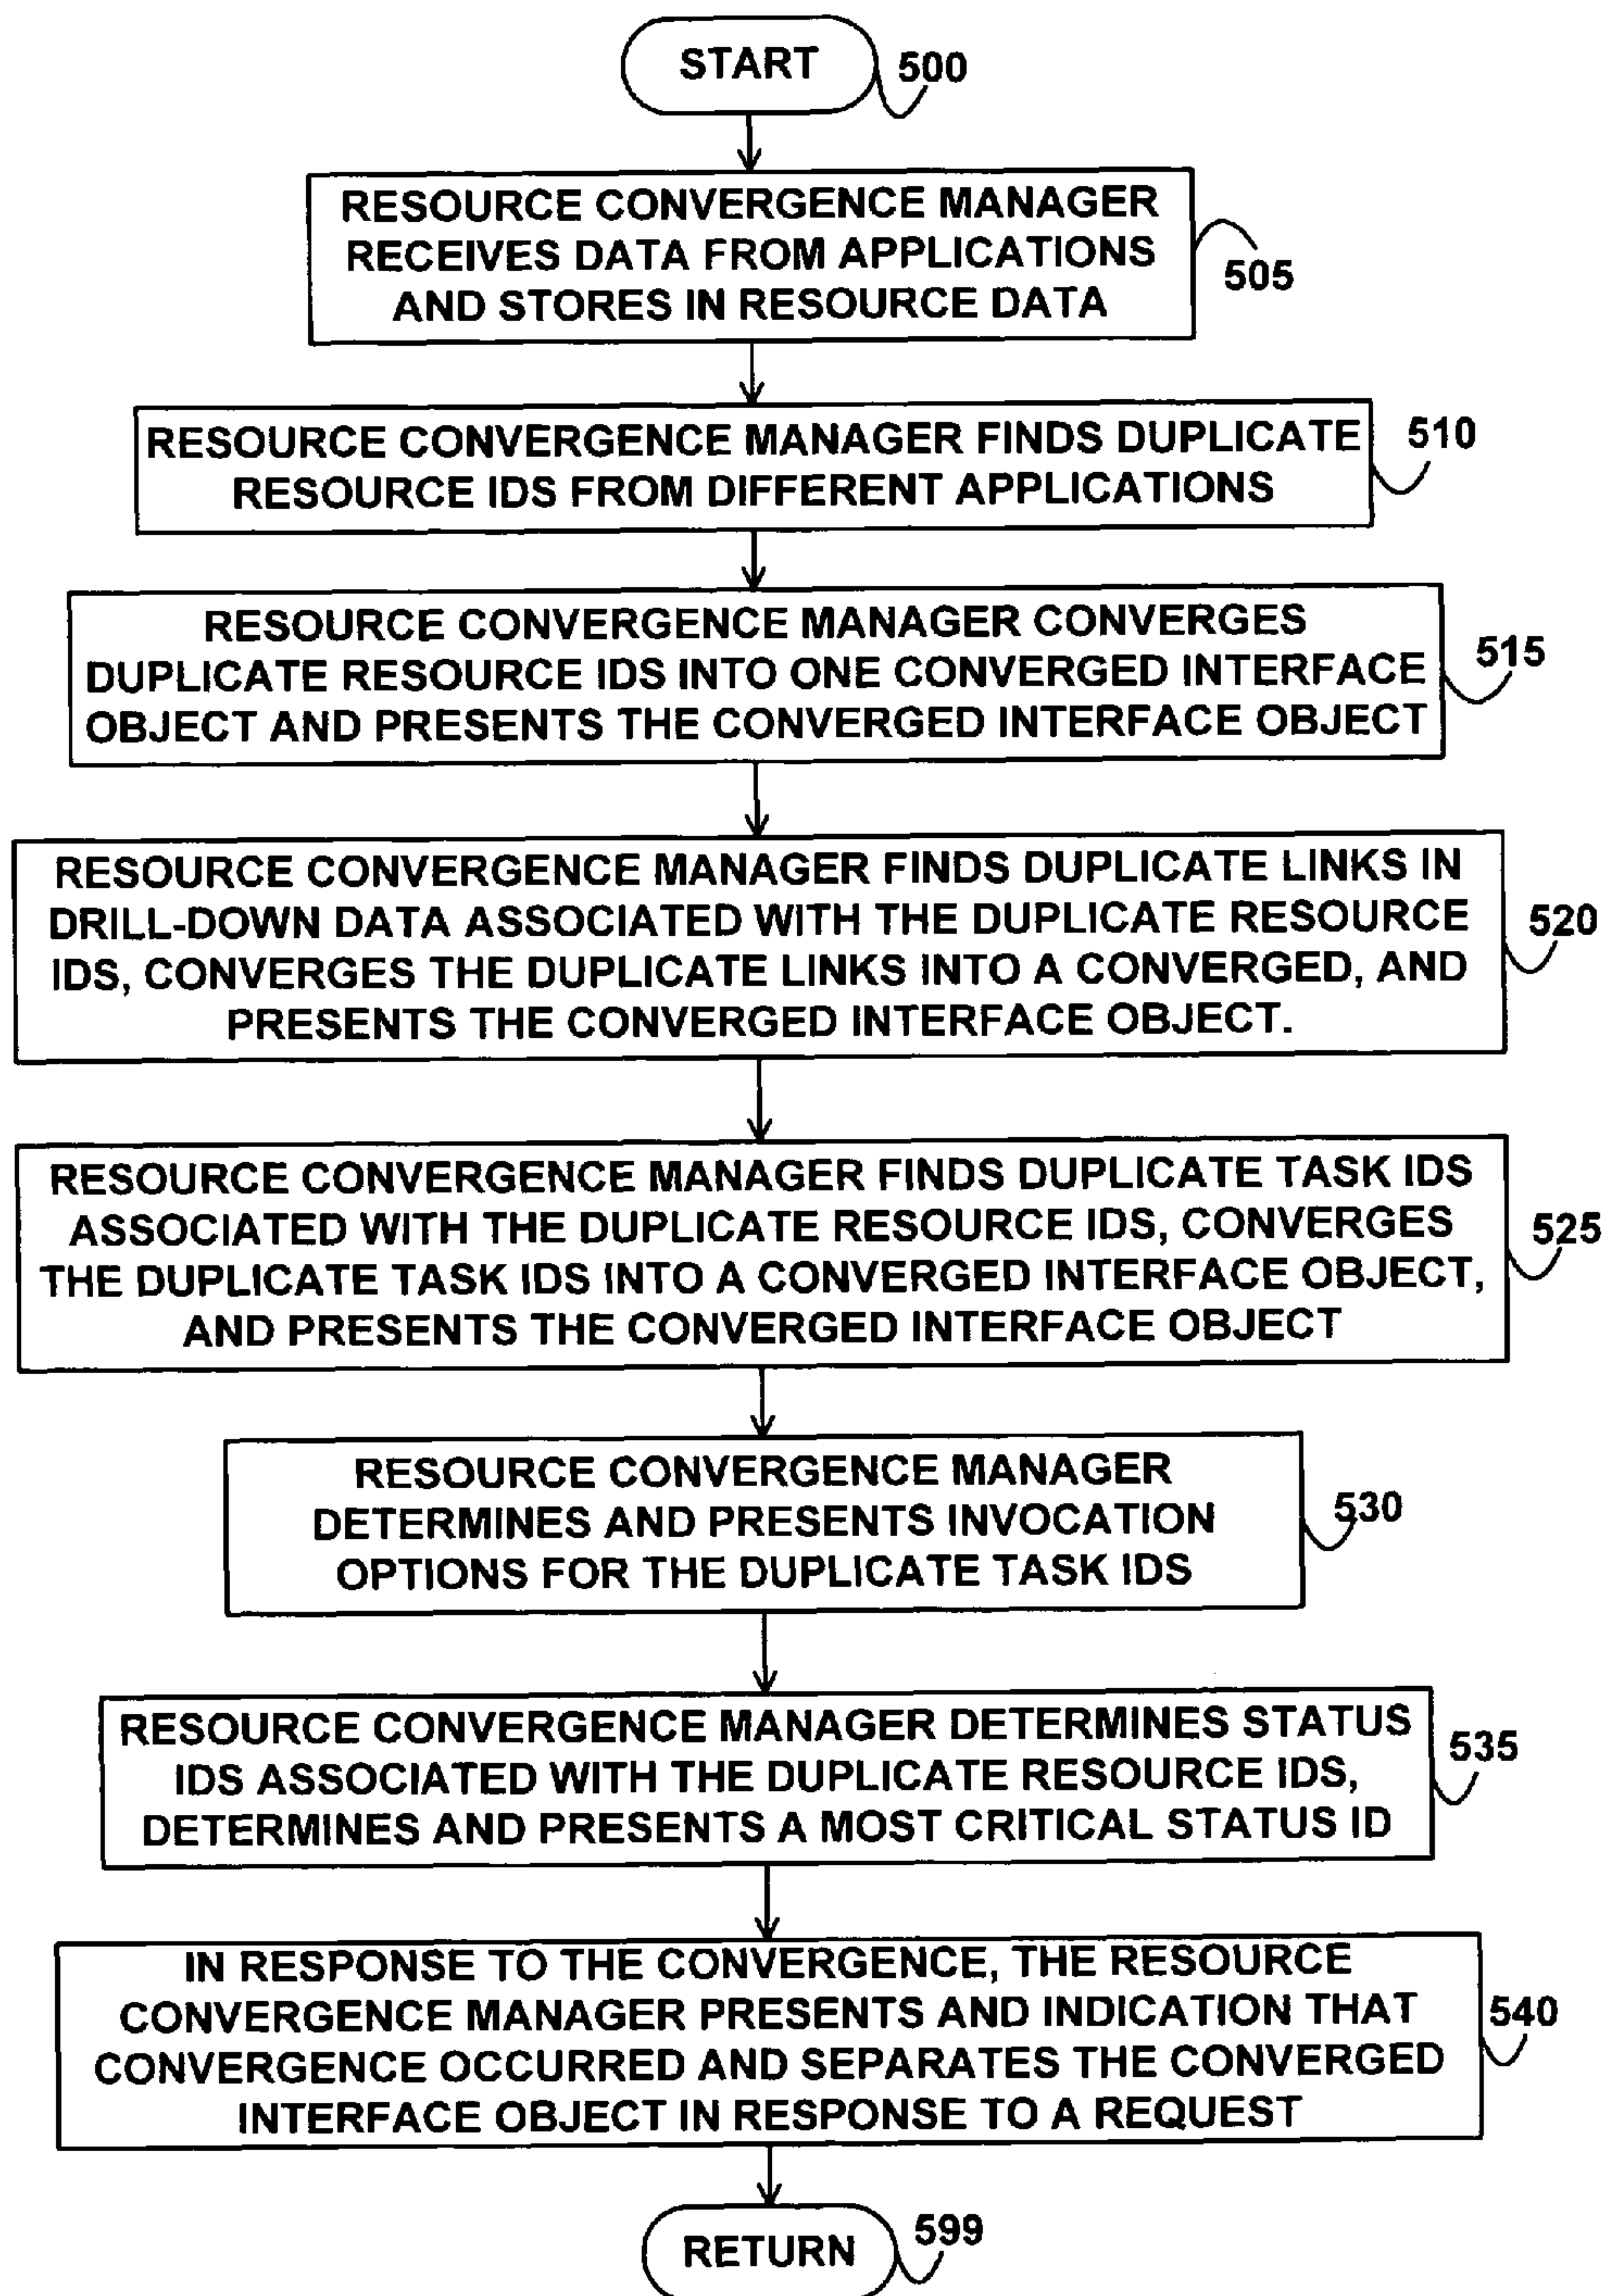 START
500
RESOURCE CONVERGENCE MANAGER
RECEIVES DATA FROM APPLICATIONS
AND STORES IN RESOURCE DATA
505
RESOURCE CONVERGENCE MANAGER FINDS DUPLICATE
RESOURCE IDS FROM DIFFERENT APPLICATIONS
510
RESOURCE CONVERGENCE MANAGER CONVERGES
DUPLICATE RESOURCE IDS INTO ONE CONVERGED INTERFACE
OBJECT AND PRESENTS THE CONVERGED INTERFACE OBJECT
515
RESOURCE CONVERGENCE MANAGER FINDS DUPLICATE LINKS IN
DRILL-DOWN DATA ASSOCIATED WITH THE DUPLICATE RESOURCE
IDS, CONVERGES THE DUPLICATE LINKS INTO A CONVERGED, AND
PRESENTS THE CONVERGED INTERFACE OBJECT.
520
RESOURCE CONVERGENCE MANAGER FINDS DUPLICATE TASK IDS
ASSOCIATED WITH THE DUPLICATE RESOURCE IDS, CONVERGES
THE DUPLICATE TASK IDS INTO A CONVERGED INTERFACE OBJECT,
AND PRESENTS THE CONVERGED INTERFACE OBJECT
525
RESOURCE CONVERGENCE MANAGER
DETERMINES AND PRESENTS INVOCATION
OPTIONS FOR THE DUPLICATE TASK IDS
530
RESOURCE CONVERGENCE MANAGER DETERMINES STATUS
IDS ASSOCIATED WITH THE DUPLICATE RESOURCE IDS,
DETERMINES AND PRESENTS A MOST CRITICAL STATUS ID
535
IN RESPONSE TO THE CONVERGENCE, THE RESOURCE
CONVERGENCE MANAGER PRESENTS AND INDICATION THAT
CONVERGENCE OCCURRED AND SEPARATES THE CONVERGED
INTERFACE OBJECT IN RESPONSE TO A REQUEST
540
RETURN
599